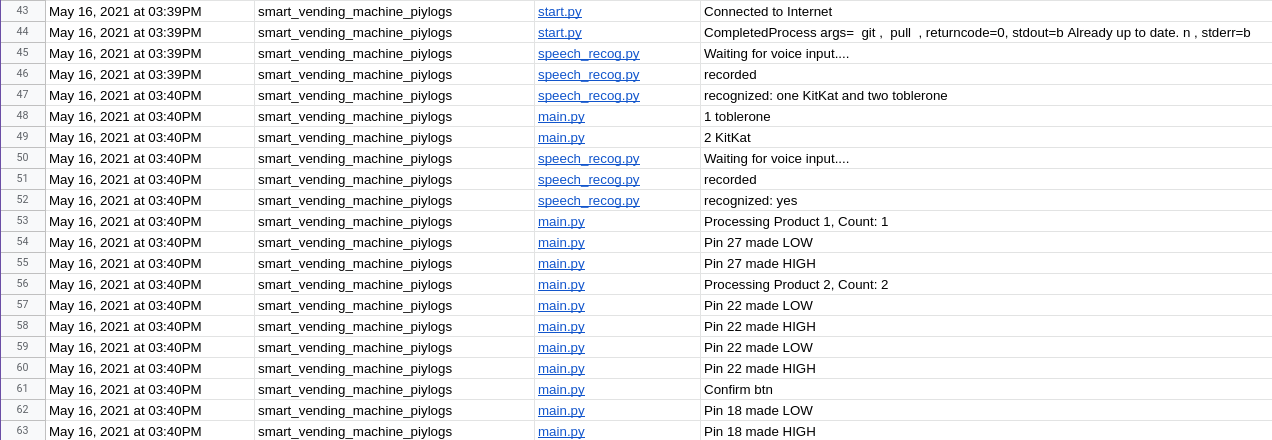 43 May 16, 2021 at 03:39PM smart_vending_machine_piylogs start.py Connected to Internet
44 May 16, 2021 at 03:39PM smart_vending_machine_piylogs start.py CompletedProcess args=  git ,  pull  , returncode=0, stdout=b Already up to date. n , stderr=b
45 May 16, 2021 at 03:39PM smart_vending_machine_piylogs speech_recog.py Waiting for voice input....
46 May 16, 2021 at 03:39PM smart_vending_machine_piylogs speech_recog.py recorded
47 May 16, 2021 at 03:40PM smart_vending_machine_piylogs speech_recog.py recognized: one KitKat and two toblerone
48 May 16, 2021 at 03:40PM smart_vending_machine_piylogs main.py 1 toblerone
49 May 16, 2021 at 03:40PM smart_vending_machine_piylogs main.py 2 KitKat
50 May 16, 2021 at 03:40PM smart_vending_machine_piylogs speech_recog.py Waiting for voice input....
51 May 16, 2021 at 03:40PM smart_vending_machine_piylogs speech_recog.py recorded
52 May 16, 2021 at 03:40PM smart_vending_machine_piylogs speech_recog.py recognized: yes
53 May 16, 2021 at 03:40PM smart_vending_machine_piylogs main.py Processing Product 1, Count: 1
54 May 16, 2021 at 03:40PM smart_vending_machine_piylogs main.py Pin 27 made LOW
55 May 16, 2021 at 03:40PM smart_vending_machine_piylogs main.py Pin 27 made HIGH
56 May 16, 2021 at 03:40PM smart_vending_machine_piylogs main.py Processing Product 2, Count: 2
57 May 16, 2021 at 03:40PM smart_vending_machine_piylogs main.py Pin 22 made LOW
58 May 16, 2021 at 03:40PM smart_vending_machine_piylogs main.py Pin 22 made HIGH
59 May 16, 2021 at 03:40PM smart_vending_machine_piylogs main.py Pin 22 made LOW
60 May 16, 2021 at 03:40PM smart_vending_machine_piylogs main.py Pin 22 made HIGH
61 May 16, 2021 at 03:40PM smart_vending_machine_piylogs main.py Confirm btn
62 May 16, 2021 at 03:40PM smart_vending_machine_piylogs main.py Pin 18 made LOW
63 May 16, 2021 at 03:40PM smart_vending_machine_piylogs main.py Pin 18 made HIGH